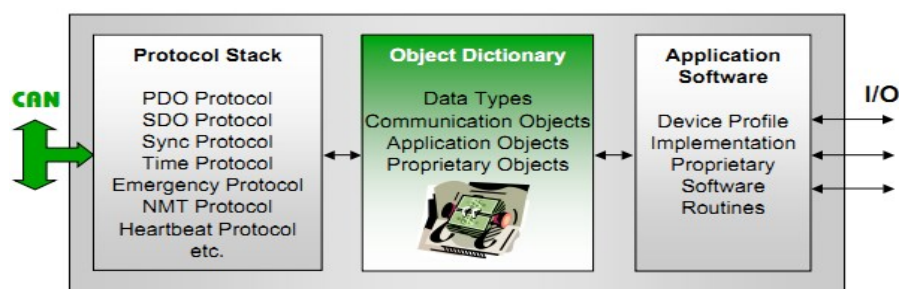 CAN
Protocol Stack
PDO Protocol
SDO Protocol
Sync Protocol
Time Protocol
Emergency Protocol
NMT Protocol
Heartbeat Protocol
etc.
Object Dictionary
Data Types
Communication Objects
Application Objects
Proprietary Objects
Application
Software
Device Profile
Implementation
Proprietary
Software
Routines
I/O